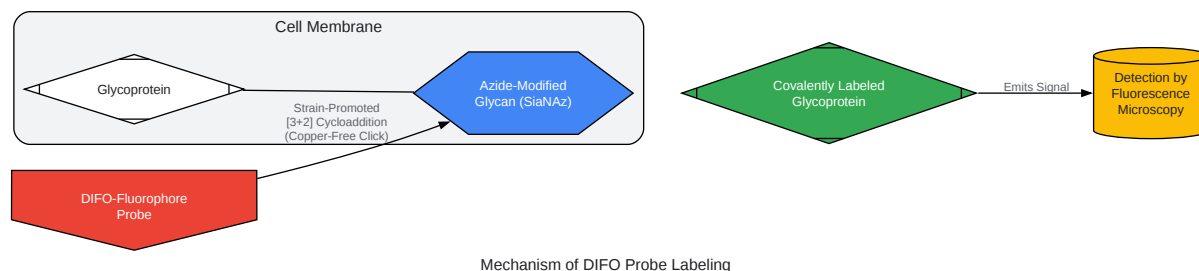 Cell Membrane
Glycoprotein
Azide-Modified
Glycan (SiaNAz)
Strain-Promoted
[3+2] Cycloaddition
(Copper-Free Click)
DIFO-Fluorophore
Probe
Covalently Labeled
Glycoprotein
Emits Signal
Detection by
Fluorescence
Microscopy
Mechanism of DIFO Probe Labeling